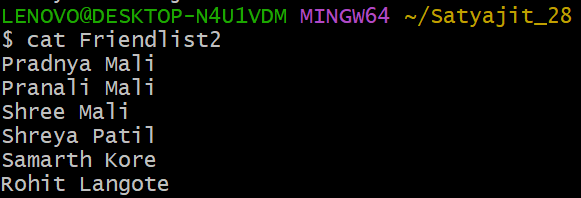 LENOVO@DESKTOP-N4U1VDM MINGW64 ~/Satyajit_28
$ cat Friendlist2
Pradnya Mali
Pranali Mali
Shree Mali
Shreya Patil
Samarth Kore
Rohit Langote